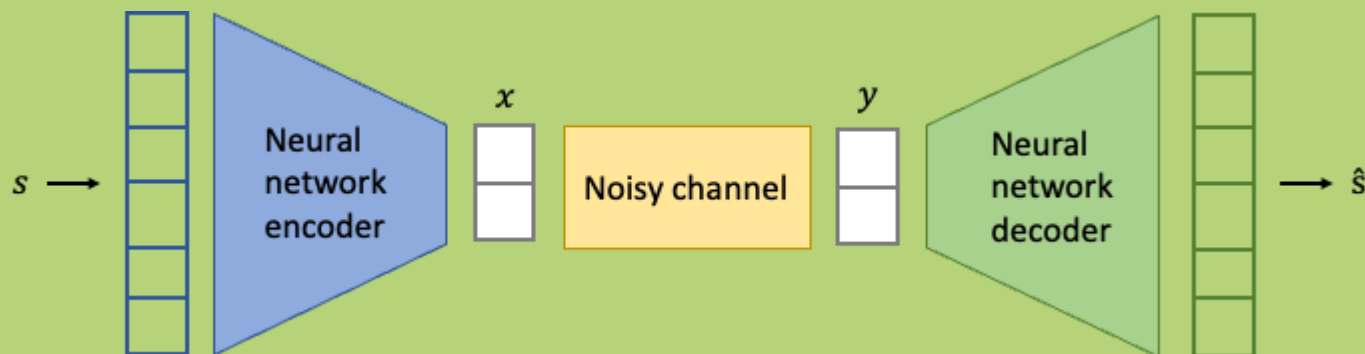 s
Neural
network
encoder
x
Noisy channel
y
Neural
network
decoder
ŝ